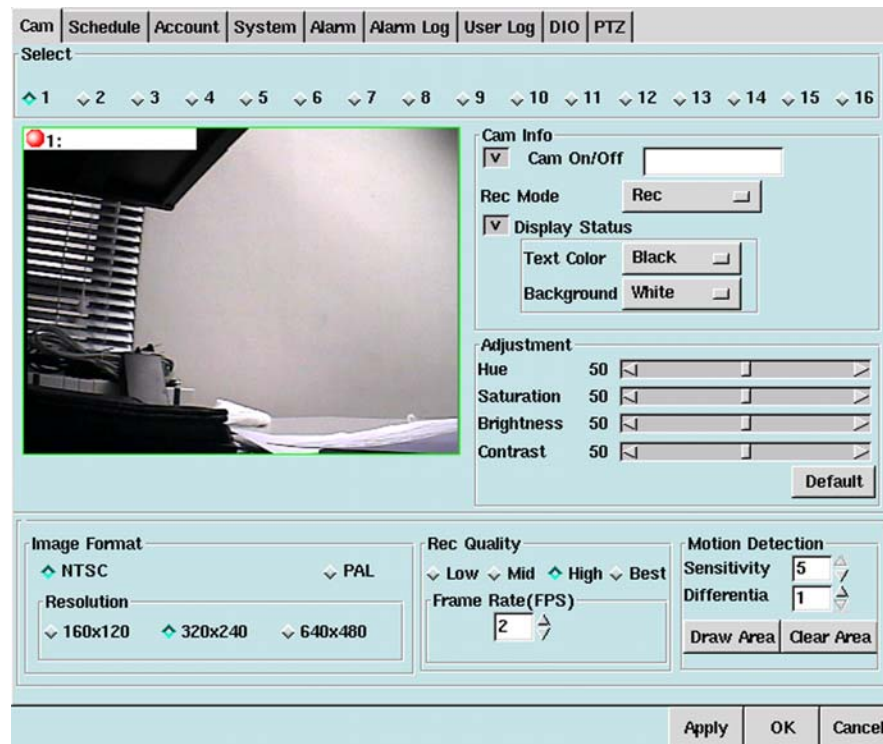 Cam Schedule Account System Alarm Alarm Log User Log DIO PTZ
Select
1 2 3 4 5 6 7 8 9 10 11 12 13 14 15 16
1:
Cam Info
V Cam On/Off
Rec Mode Rec
V Display Status
Text Color Black
Background White
Adjustment
Hue 50
Saturation 50
Brightness 50
Contrast 50
Default
Image Format
NTSC PAL
Resolution
160x120 320x240 640x480
Rec Quality
Low Mid High Best
Frame Rate(FPS)
2
Motion Detection
Sensitivity 5
Differentia 1
Draw Area Clear Area
Apply OK Cancel